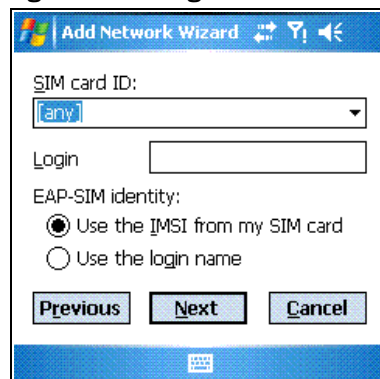 Add Network Wizard
SIM card ID:
[any]
Login
EAP-SIM identity:
Use the IMSI from my SIM card
Use the login name
Previous Next Cancel